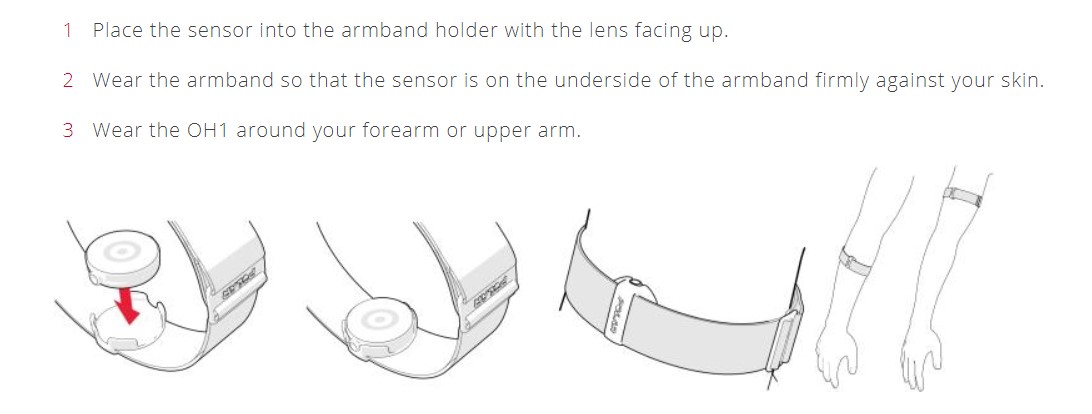 1 Place the sensor into the armband holder with the lens facing up.
2 Wear the armband so that the sensor is on the underside of the armband firmly against your skin.
3 Wear the OH1 around your forearm or upper arm.
POLAR
POLAR
POLAR